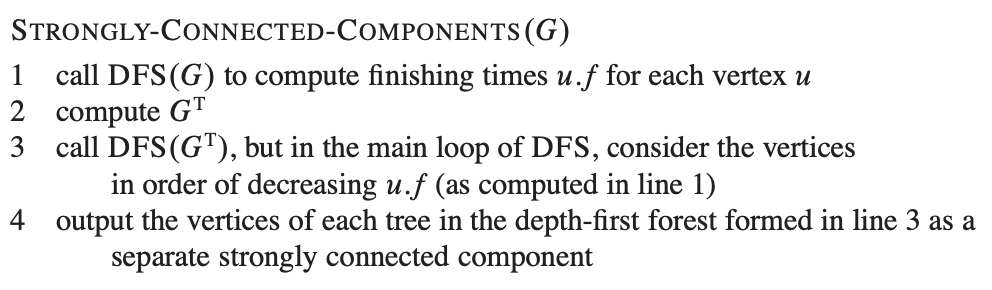 STRONGLY-CONNECTED-COMPONENTS(G)
1 call DFS(G) to compute finishing times u.f for each vertex u
2 compute Gᵀ
3 call DFS(Gᵀ), but in the main loop of DFS, consider the vertices
in order of decreasing u.f (as computed in line 1)
4 output the vertices of each tree in the depth-first forest formed in line 3 as a
separate strongly connected component